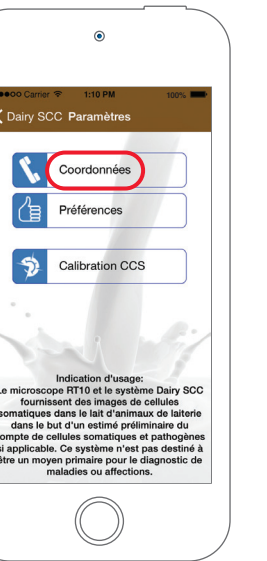 Carrier 1:10 PM 100%
Dairy SCC Paramètres
Coordonnées
Préférences
Calibration CCS
Indication d'usage:
Le microscope RT10 et le système Dairy SCC
fournissent des images de cellules
somatiques dans le lait d'animaux de laiterie
dans le but d'un estimé préliminaire du
compte de cellules somatiques et pathogènes
si applicable. Ce système n'est pas destiné à
être un moyen primaire pour le diagnostic de
maladies ou affections.